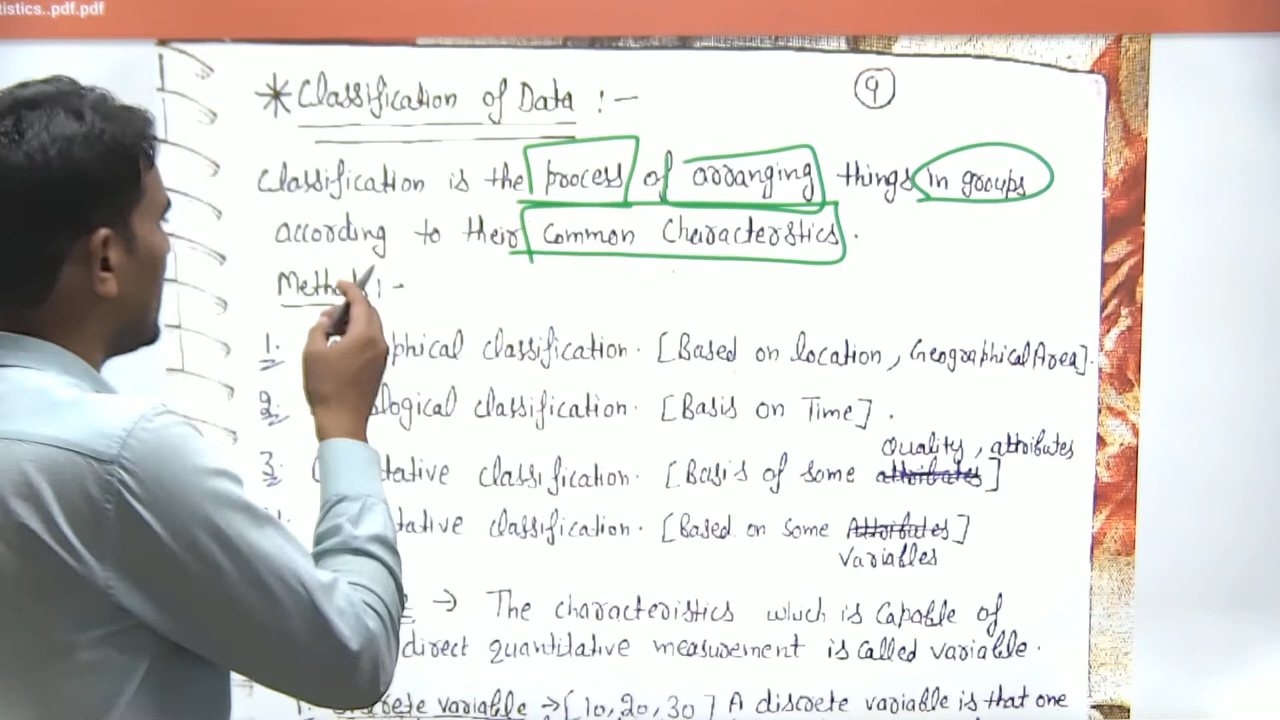 tistics..pdf.pdf
* Classification of Data :-
9
Classification is the process of arranging things in groups
according to their Common Characteristics.
1. phical classification. [Based on location, Geographical Area].
2. logical classification. [Basis on Time].
Quality, attributes
3. tative classification. [Basis of some attributes]
tative classification. [Based on some Attributes]
Variables
→ The characteristics which is Capable of
direct quantilative measurement is called variable.
variable → [10, 20, 30] A discrete variable is that one